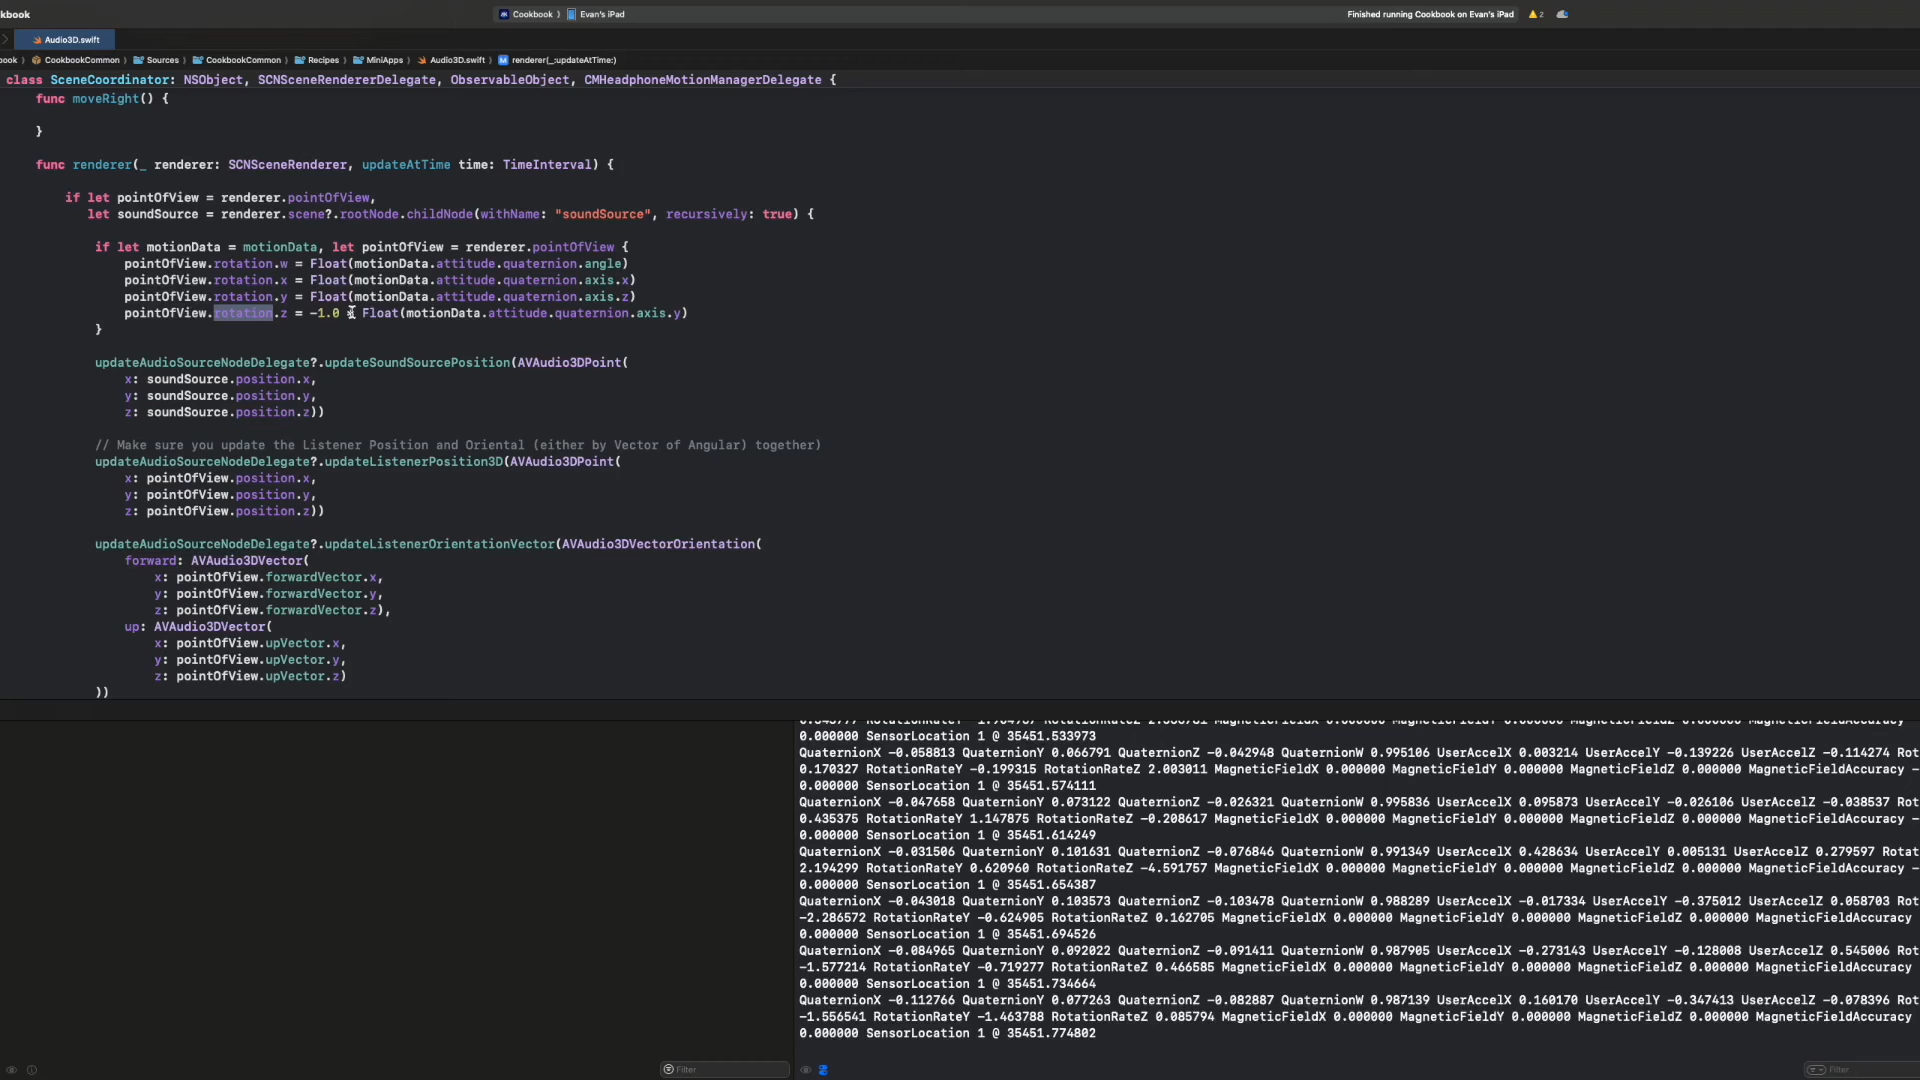 kbook
Cookbook ⟩ Evan's iPad
Finished running Cookbook on Evan's iPad
2
Audio3D.swift
ook ⟩ CookbookCommon ⟩ Sources ⟩ CookbookCommon ⟩ Recipes ⟩ MiniApps ⟩ Audio3D.swift ⟩ M renderer(_:updateAtTime:)
class SceneCoordinator: NSObject, SCNSceneRendererDelegate, ObservableObject, CMHeadphoneMotionManagerDelegate {
func moveRight() {
}
func renderer(_ renderer: SCNSceneRenderer, updateAtTime time: TimeInterval) {
if let pointOfView = renderer.pointOfView,
let soundSource = renderer.scene?.rootNode.childNode(withName: "soundSource", recursively: true) {
if let motionData = motionData, let pointOfView = renderer.pointOfView {
pointOfView.rotation.w = Float(motionData.attitude.quaternion.angle)
pointOfView.rotation.x = Float(motionData.attitude.quaternion.axis.x)
pointOfView.rotation.y = Float(motionData.attitude.quaternion.axis.z)
pointOfView.rotation.z = -1.0 * Float(motionData.attitude.quaternion.axis.y)
}
updateAudioSourceNodeDelegate?.updateSoundSourcePosition(AVAudio3DPoint(
x: soundSource.position.x,
y: soundSource.position.y,
z: soundSource.position.z))
// Make sure you update the Listener Position and Oriental (either by Vector of Angular) together)
updateAudioSourceNodeDelegate?.updateListenerPosition3D(AVAudio3DPoint(
x: pointOfView.position.x,
y: pointOfView.position.y,
z: pointOfView.position.z))
updateAudioSourceNodeDelegate?.updateListenerOrientationVector(AVAudio3DVectorOrientation(
forward: AVAudio3DVector(
x: pointOfView.forwardVector.x,
y: pointOfView.forwardVector.y,
z: pointOfView.forwardVector.z),
up: AVAudio3DVector(
x: pointOfView.upVector.x,
y: pointOfView.upVector.y,
z: pointOfView.upVector.z)
))
0.000000 SensorLocation 1 @ 35451.533973
QuaternionX -0.058813 QuaternionY 0.066791 QuaternionZ -0.042948 QuaternionW 0.995106 UserAccelX 0.003214 UserAccelY -0.139226 UserAccelZ -0.114274 Rot
0.170327 RotationRateY -0.199315 RotationRateZ 2.003011 MagneticFieldX 0.000000 MagneticFieldY 0.000000 MagneticFieldZ 0.000000 MagneticFieldAccuracy -
0.000000 SensorLocation 1 @ 35451.574111
QuaternionX -0.047658 QuaternionY 0.073122 QuaternionZ -0.026321 QuaternionW 0.995836 UserAccelX 0.095873 UserAccelY -0.026106 UserAccelZ -0.038537 Rot
0.435375 RotationRateY 1.147875 RotationRateZ -0.208617 MagneticFieldX 0.000000 MagneticFieldY 0.000000 MagneticFieldZ 0.000000 MagneticFieldAccuracy
0.000000 SensorLocation 1 @ 35451.614249
QuaternionX -0.031506 QuaternionY 0.101631 QuaternionZ -0.076846 QuaternionW 0.991349 UserAccelX 0.428634 UserAccelY 0.005131 UserAccelZ 0.279597 Rotat
2.194299 RotationRateY 0.620960 RotationRateZ -4.591757 MagneticFieldX 0.000000 MagneticFieldY 0.000000 MagneticFieldZ 0.000000 MagneticFieldAccuracy
0.000000 SensorLocation 1 @ 35451.654387
QuaternionX -0.043018 QuaternionY 0.103573 QuaternionZ -0.103478 QuaternionW 0.988289 UserAccelX -0.017334 UserAccelY -0.375012 UserAccelZ 0.058703 Rot
-2.286572 RotationRateY -0.624905 RotationRateZ 0.162705 MagneticFieldX 0.000000 MagneticFieldY 0.000000 MagneticFieldZ 0.000000 MagneticFieldAccuracy
0.000000 SensorLocation 1 @ 35451.694526
QuaternionX -0.084965 QuaternionY 0.092022 QuaternionZ -0.091411 QuaternionW 0.987905 UserAccelX -0.273143 UserAccelY -0.128008 UserAccelZ 0.545006 Rot
-1.577214 RotationRateY -0.719277 RotationRateZ 0.466585 MagneticFieldX 0.000000 MagneticFieldY 0.000000 MagneticFieldZ 0.000000 MagneticFieldAccuracy
0.000000 SensorLocation 1 @ 35451.734664
QuaternionX -0.112766 QuaternionY 0.077263 QuaternionZ -0.082887 QuaternionW 0.987139 UserAccelX 0.160170 UserAccelY -0.347413 UserAccelZ -0.078396 Rot
-1.556541 RotationRateY -1.463788 RotationRateZ 0.085794 MagneticFieldX 0.000000 MagneticFieldY 0.000000 MagneticFieldZ 0.000000 MagneticFieldAccuracy
0.000000 SensorLocation 1 @ 35451.774802
Filter
Filter